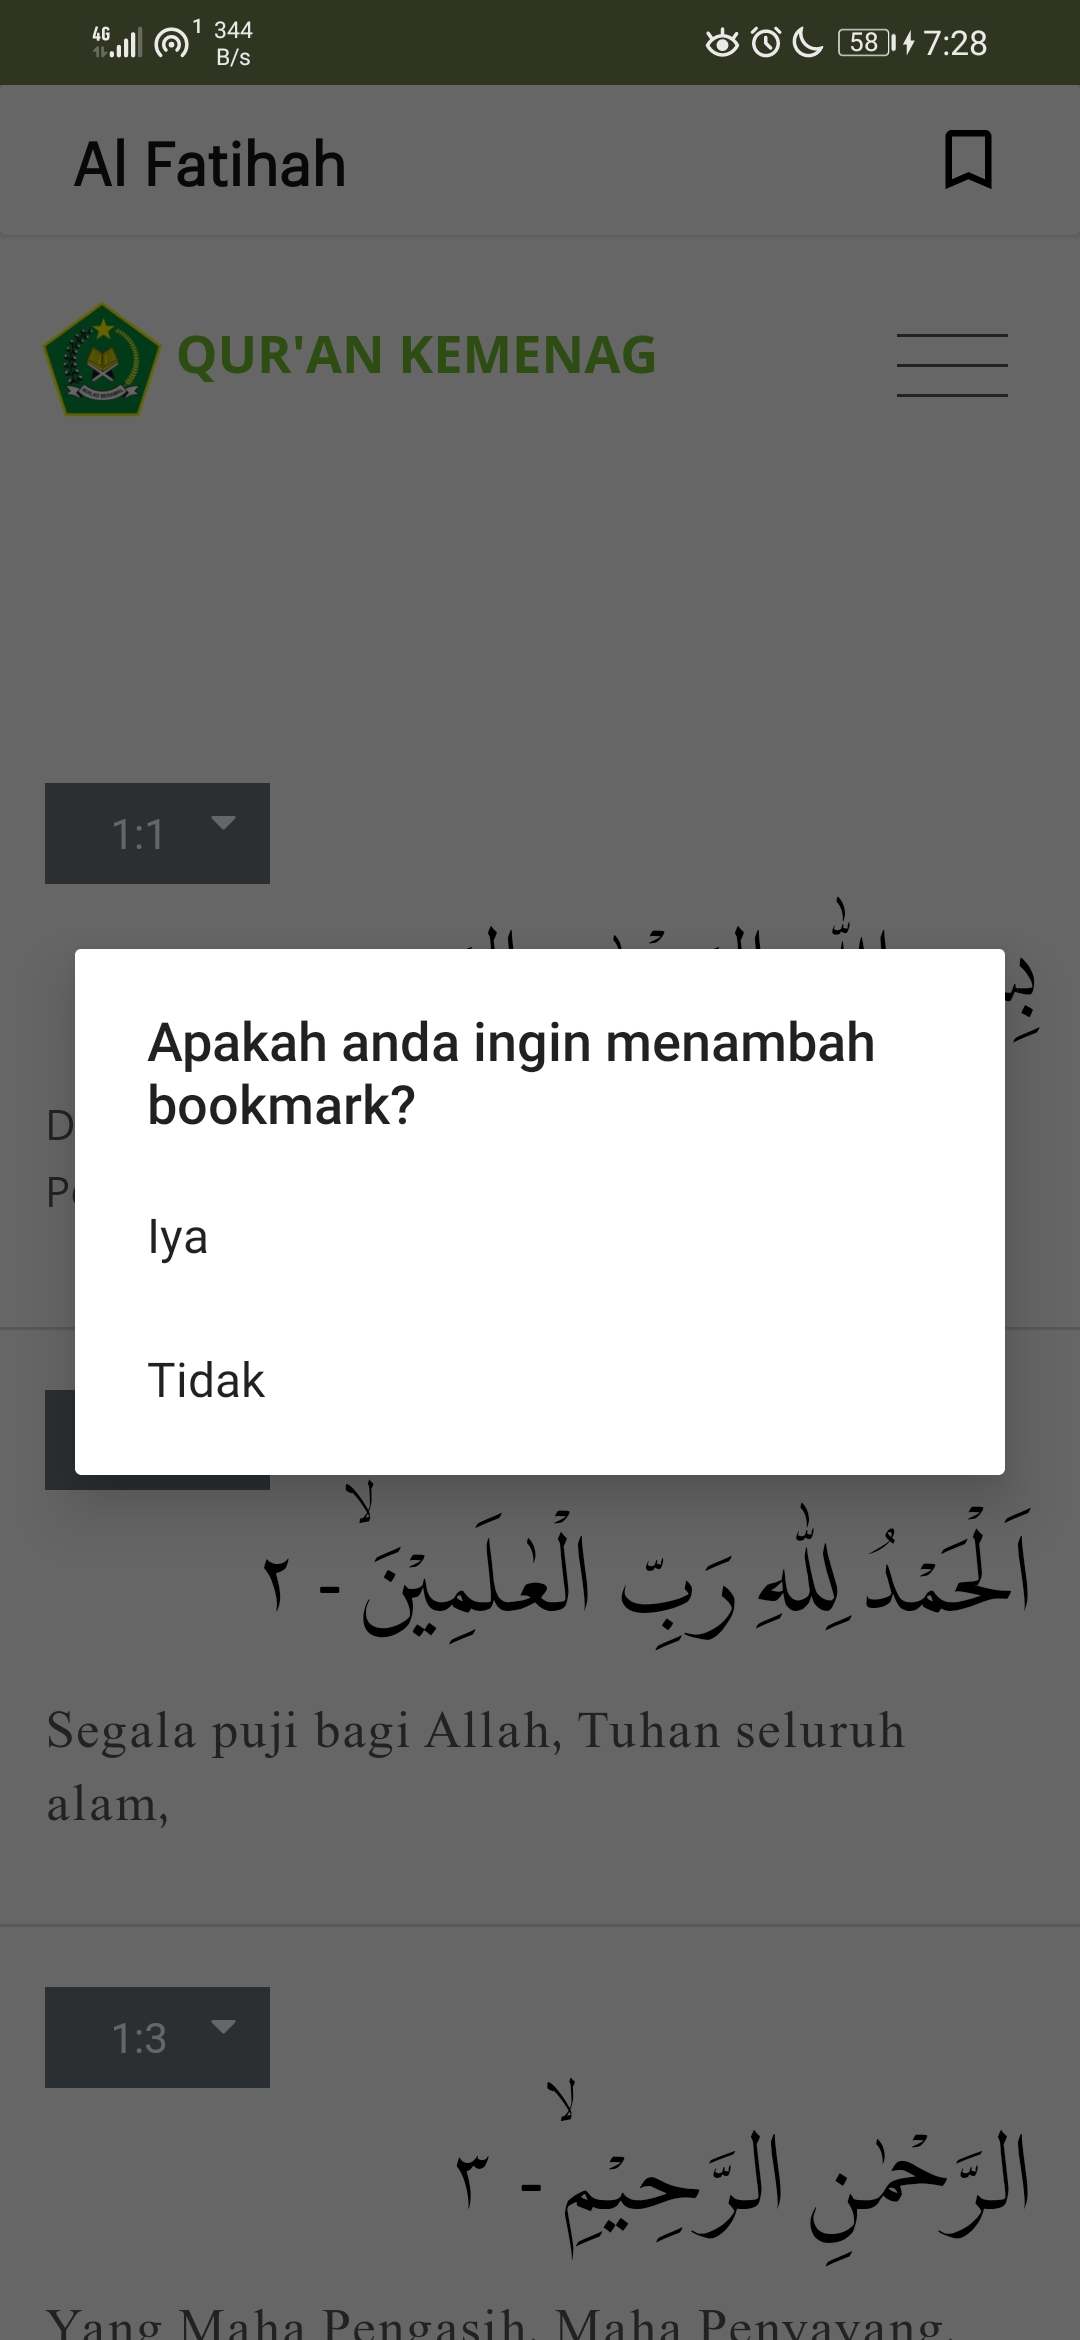 4G 1 344
B/s
58 7:28
Al Fatihah
QUR'AN KEMENAG
1:1
Apakah anda ingin menambah
bookmark?
Iya
Tidak
اَلْحَمْدُ لِلّٰهِ رَبِّ الْعٰلَمِيْنَۙ - ٢
Segala puji bagi Allah, Tuhan seluruh
alam,
1:3
الرَّحْمٰنِ الرَّحِيْمِۙ - ٣
Yang Maha Pengasih, Maha Penyayang,